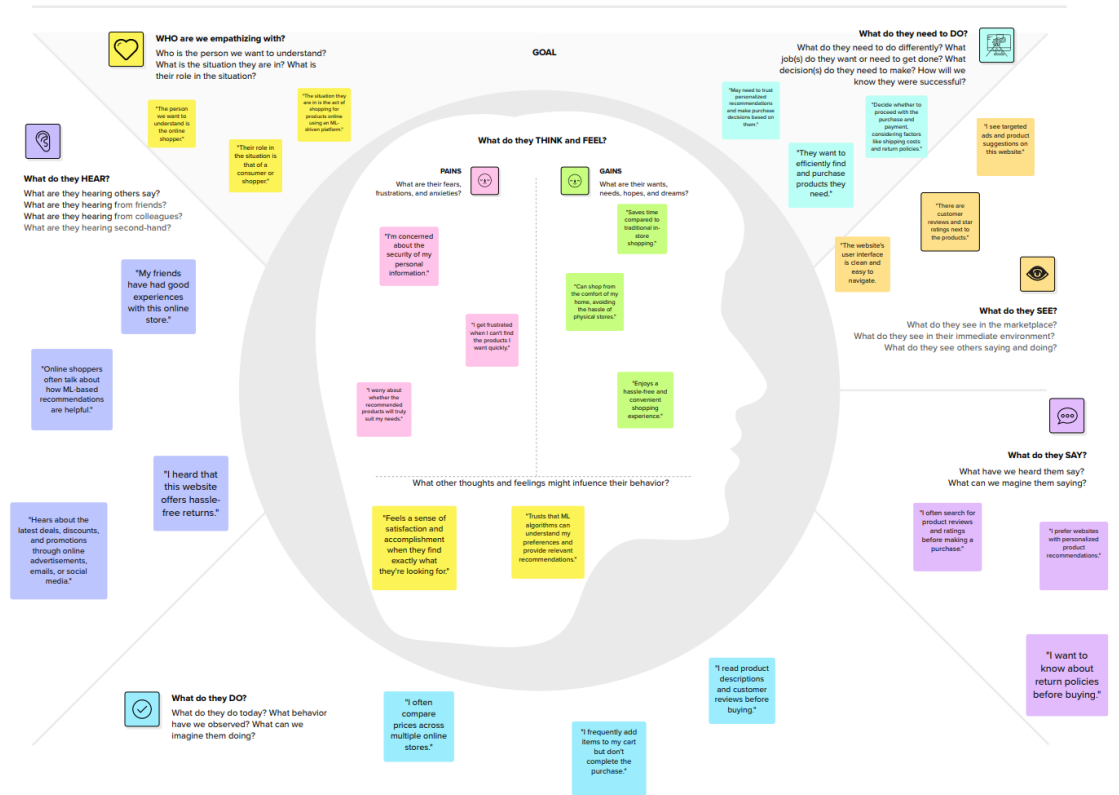 WHO are we empathizing with?
Who is the person we want to understand?
What is the situation they are in? What is
their role in the situation?
"The person
we want to
understand is
the online
shopper."
"Their role in
the situation is
that of a
consumer or
shopper."
"The situation they
are in is the act of
shopping for
products online
using an ML-
driven platform."
GOAL
What do they need to DO?
What do they need to do differently? What
job(s) do they want or need to get done? What
decision(s) do they need to make? How will we
know they were successful?
"May need to trust
personalized
recommendations
and make purchase
decisions based on
them."
"They want to
efficiently find
and purchase
products they
need."
"Decide whether to
proceed with the
purchase and
payment,
considering factors
like shipping costs
and return policies."
What do they HEAR?
What are they hearing others say?
What are they hearing from friends?
What are they hearing from colleagues?
What are they hearing second-hand?
"My friends
have had good
experiences
with this online
store."
"Online shoppers
often talk about
how ML-based
recommendations
are helpful."
"I heard that
this website
offers hassle-
free returns."
"Hears about the
latest deals, discounts,
and promotions
through online
advertisements,
emails, or social
media."
What do they THINK and FEEL?
PAINS
What are their fears,
frustrations, and anxieties?
"I'm concerned
about the
security of my
personal
information."
"I get frustrated
when I can't find
the products I
want quickly."
"I worry about
whether the
recommended
products will truly
suit my needs."
GAINS
What are their wants,
needs, hopes, and dreams?
"Saves time
compared to
traditional in-
store
shopping."
"Can shop from
the comfort of my
home, avoiding
the hassle of
physical stores."
"Enjoys a
hassle-free and
convenient
shopping
experience."
What other thoughts and feelings might infuence their behavior?
"Feels a sense of
satisfaction and
accomplishment
when they find
exactly what
they're looking for."
"Trusts that ML
algorithms can
understand my
preferences and
provide relevant
recommendations."
"I see targeted
ads and product
suggestions on
this website."
"There are
customer
reviews and star
ratings next to
the products."
"The website's
user interface
is clean and
easy to
navigate.
What do they SEE?
What do they see in the marketplace?
What do they see in their immediate environment?
What do they see others saying and doing?
What do they SAY?
What have we heard them say?
What can we magine them saying?
"I often search for
product reviews
and ratings
before making a
purchase."
"I prefer websites
with personalized
product
recommendations."
"I want to
know about
return policies
before buying."
What do they DO?
What do they do today? What behavior
have we observed? What can we
imagine them doing?
"I often
compare
prices across
multiple online
stores."
"I frequently add
items to my cart
but don't
complete the
purchase."
"I read product
descriptions
and customer
reviews before
buying."